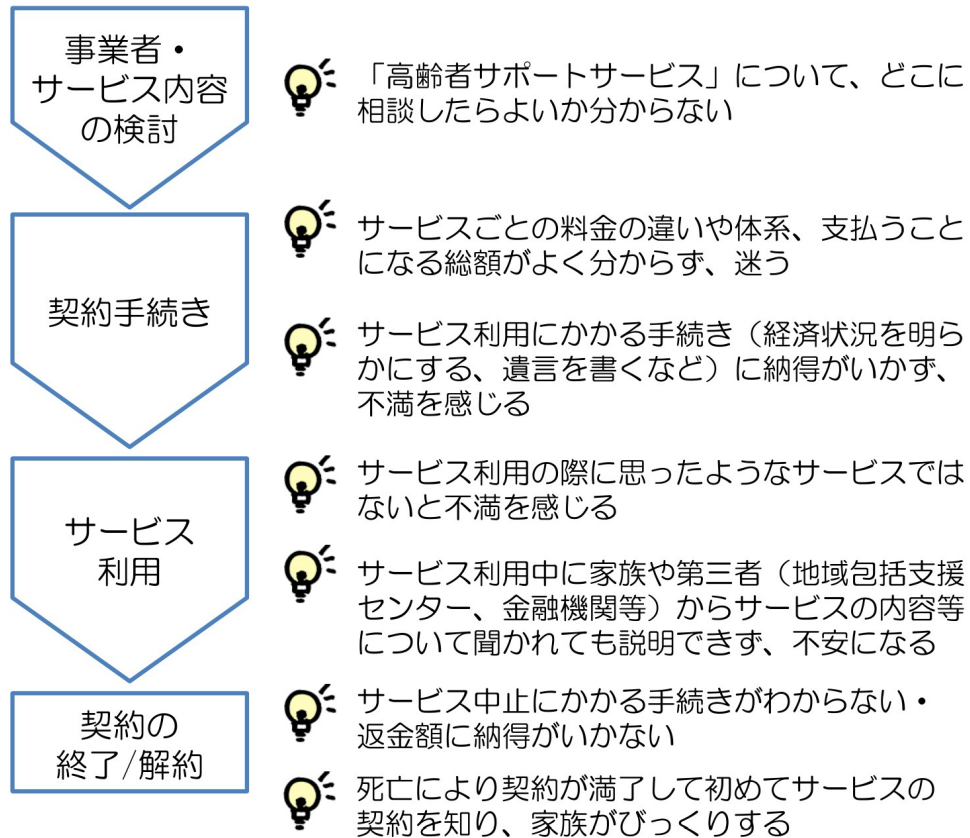 事業者・
サービス内容
の検討
「高齢者サポートサービス」について、どこに
相談したらよいか分からない
契約手続き
サービスごとの料金の違いや体系、支払うこと
になる総額がよく分からず、迷う
サービス利用にかかる手続き（経済状況を明ら
かにする、遺言を書くなど）に納得がいかず、
不満を感じる
サービス
利用
サービス利用の際に思ったようなサービスでは
ないと不満を感じる
サービス利用中に家族や第三者（地域包括支援
センター、金融機関等）からサービスの内容等
について聞かれても説明できず、不安になる
契約の
終了/解約
サービス中止にかかる手続きがわからない・
返金額に納得がいかない
死亡により契約が満了して初めてサービスの
契約を知り、家族がびっくりする